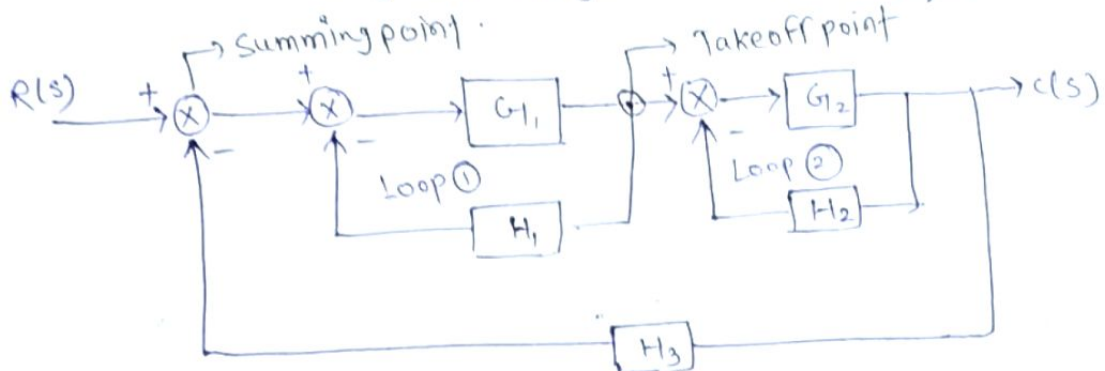 Summing point.
Takeoff point
R(S)
+
+
G1
+
G2
C(S)
-
-
-
Loop ①
Loop ②
H1
H2
H3